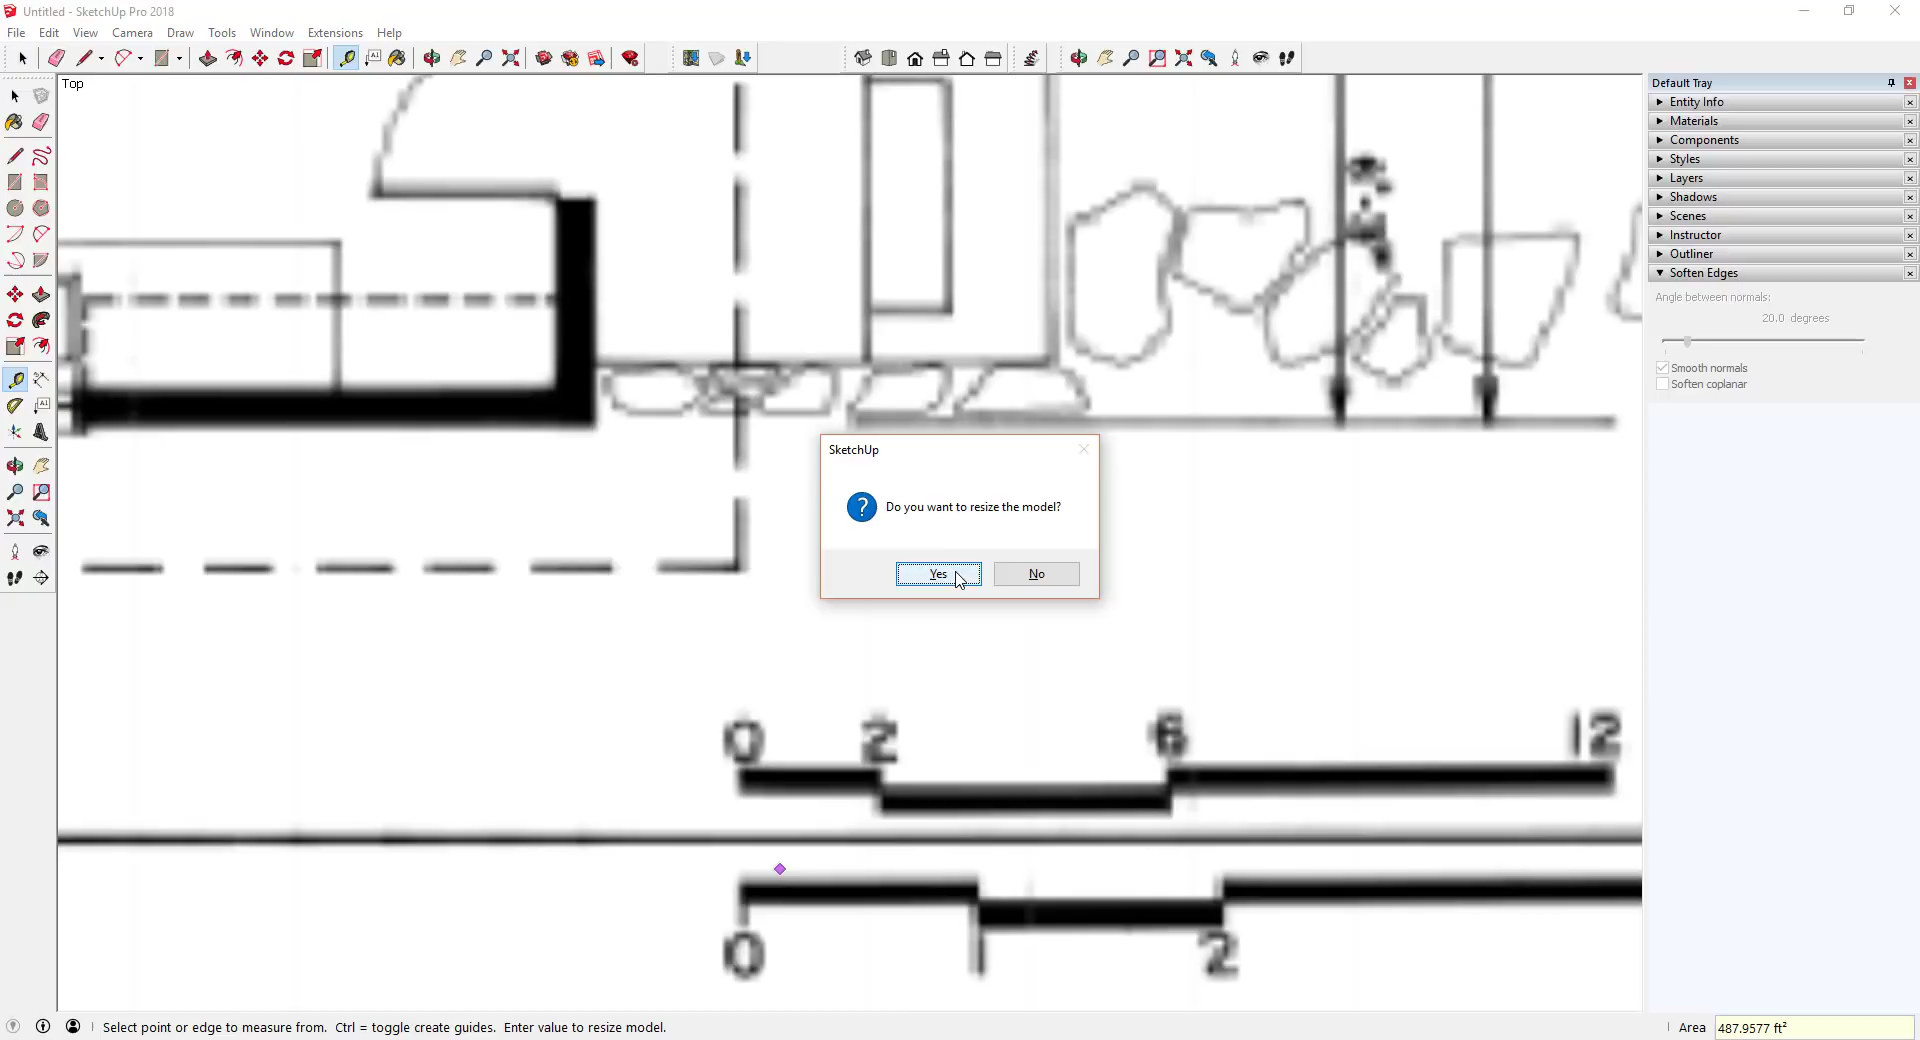 Untitled - SketchUp Pro 2018
File Edit View Camera Draw Tools Window Extensions Help
Top
Default Tray
Entity Info
Materials
Components
Styles
Layers
Shadows
Scenes
Instructor
Outliner
Soften Edges
Angle between normals:
20.0 degrees
Smooth normals
Soften coplanar
SketchUp
Do you want to resize the model?
Yes No
0 2 6 12
0 1 2
Select point or edge to measure from. Ctrl = toggle create guides. Enter value to resize model.
Area 487.9577 ft²